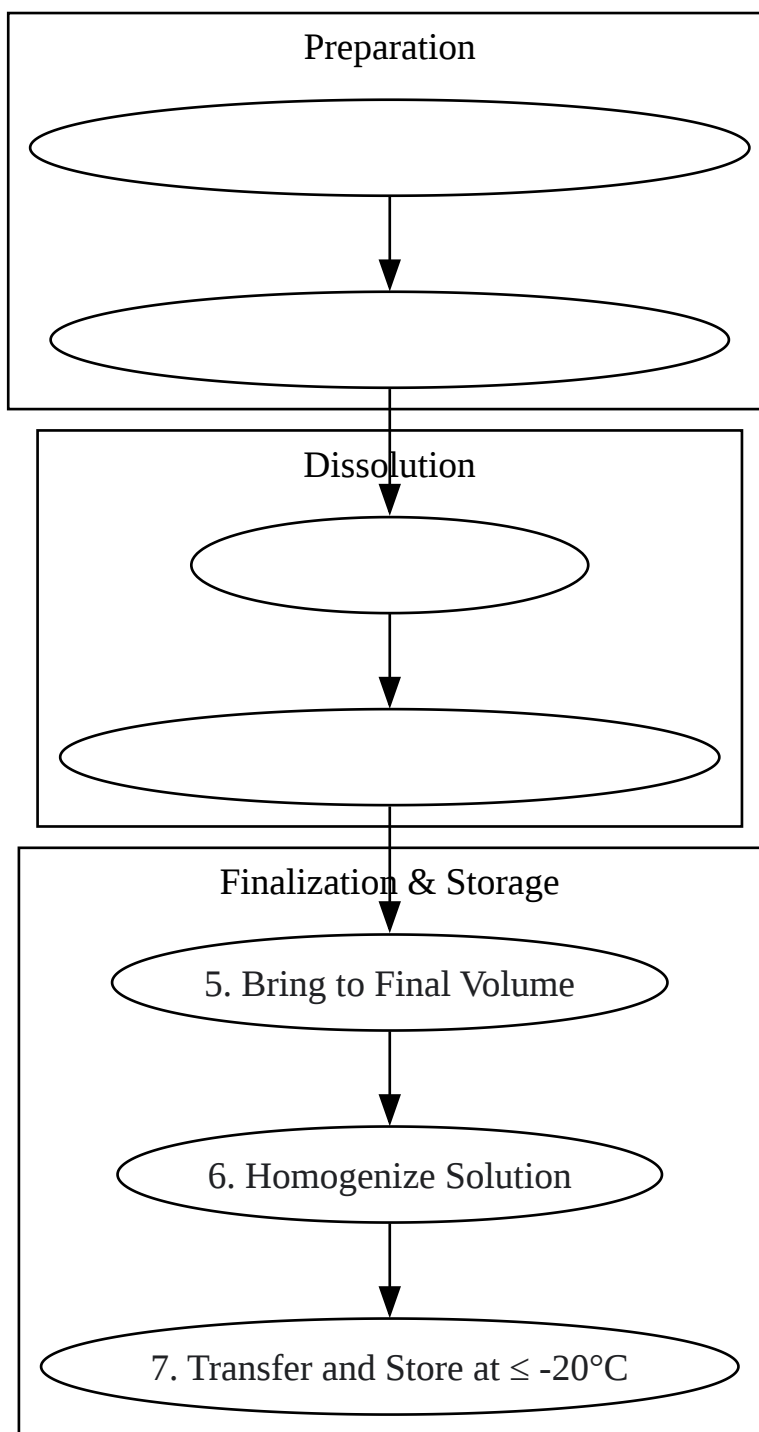 Preparation
Dissolution
Finalization & Storage
5. Bring to Final Volume
6. Homogenize Solution
7. Transfer and Store at ≤ -20°C